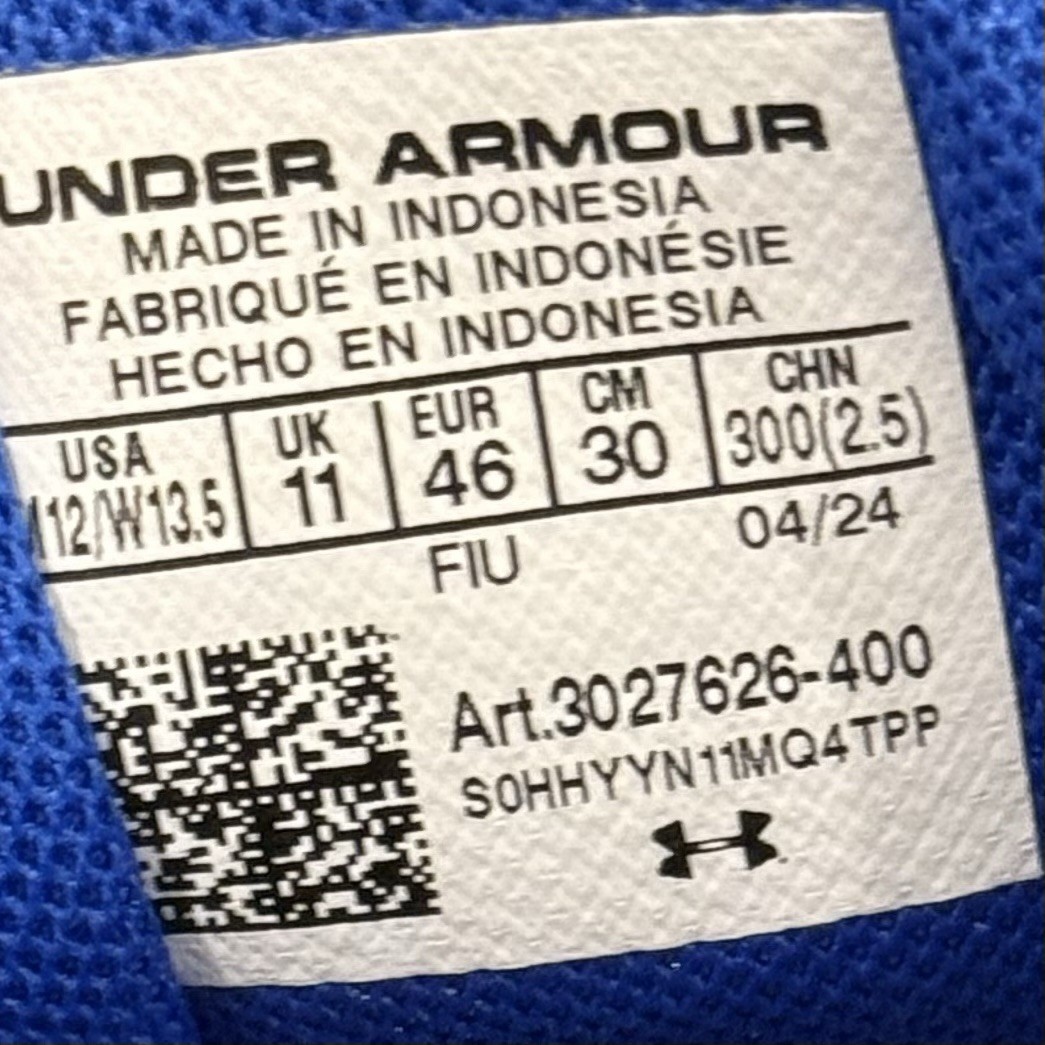 UNDER ARMOUR
MADE IN INDONESIA
FABRIQUÉ EN INDONÉSIE
HECHO EN INDONESIA
USA UK EUR CM CHN
12/W13.5 11 46 30 300(2.5)
FIU 04/24
Art.3027626-400
S0HHYYN11MQ4TPP